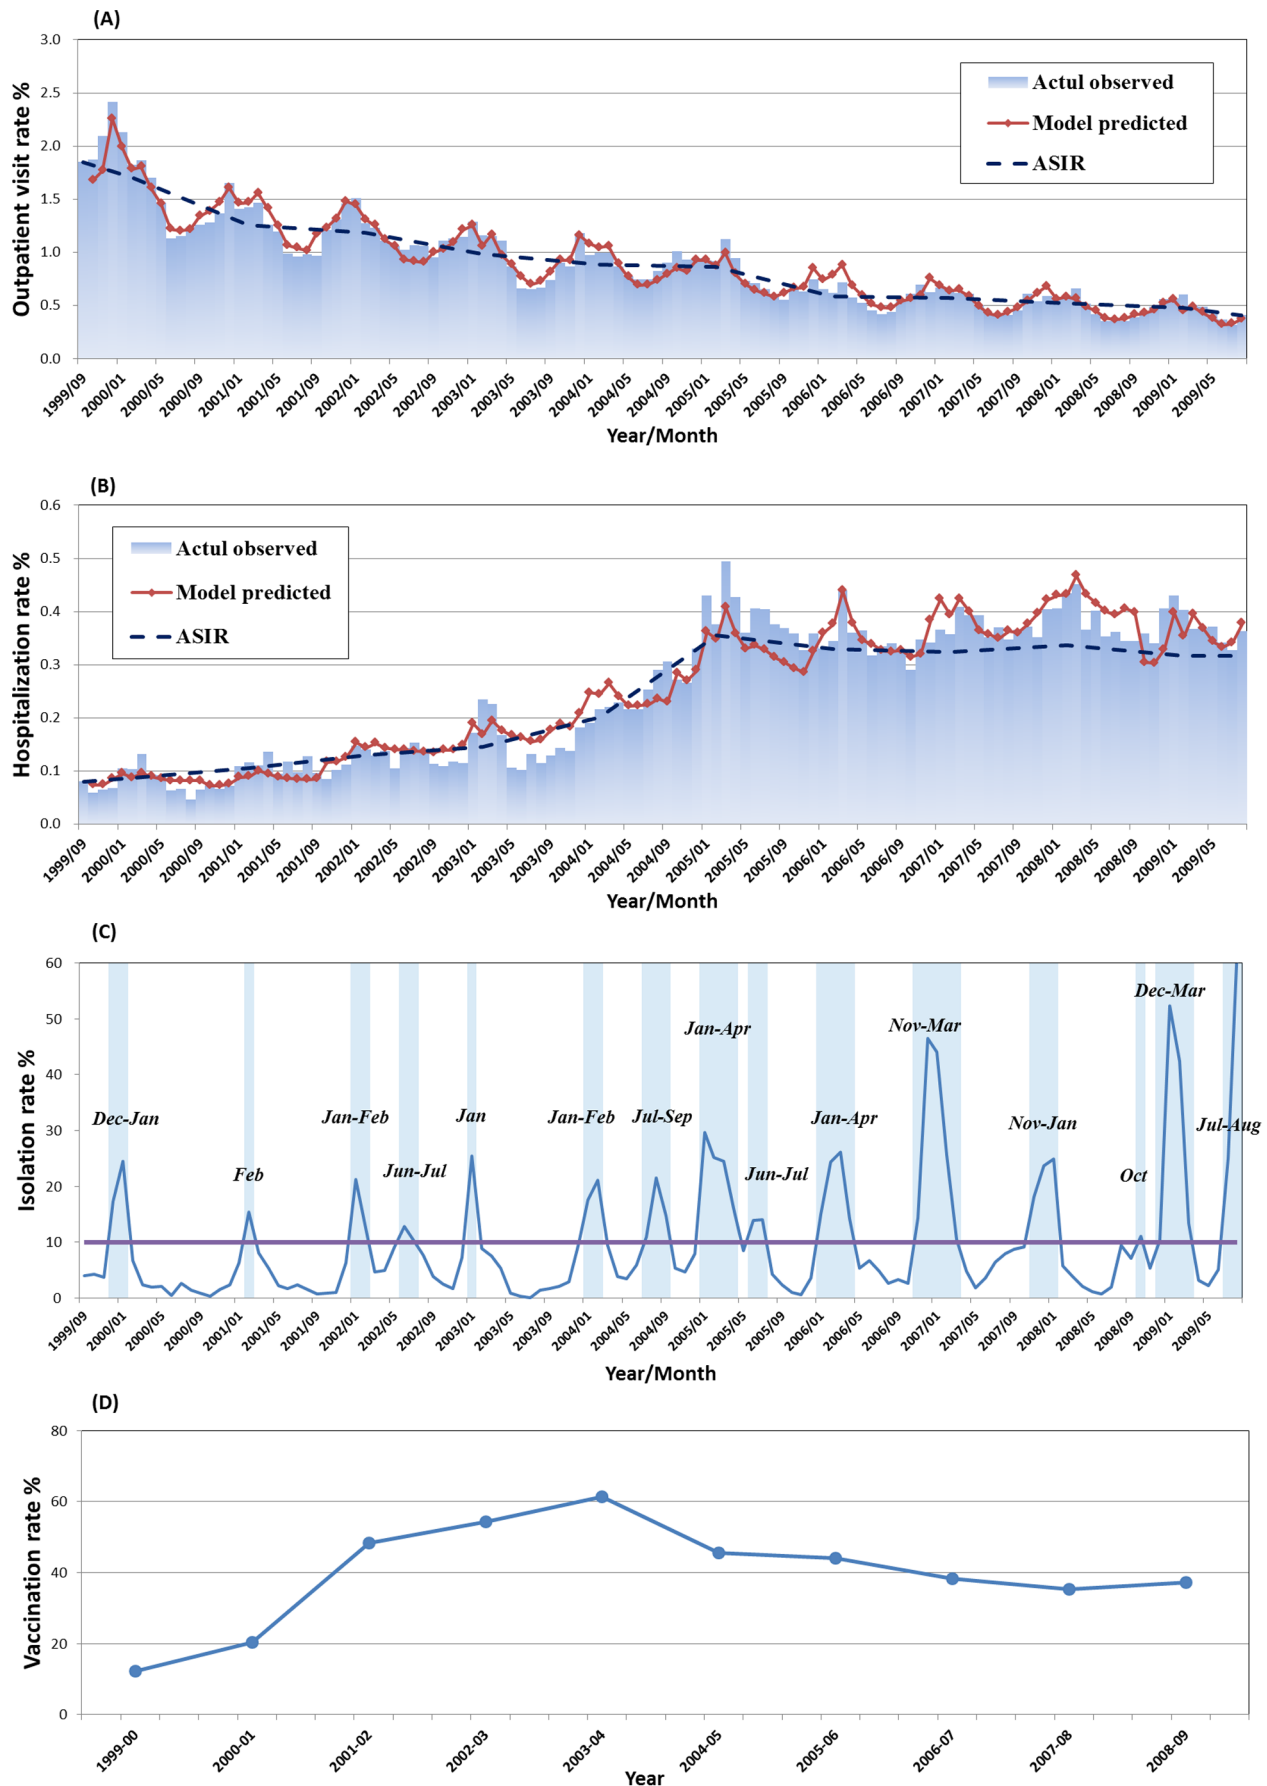 (A)
Outpatient visit rate %
3.0
2.5
2.0
1.5
1.0
0.5
0.0
Actul observed
Model predicted
ASIR
1999/09 2000/01 2000/05 2000/09 2001/01 2001/05 2001/09 2002/01 2002/05 2002/09 2003/01 2003/05 2003/09 2004/01 2004/05 2004/09 2005/01 2005/05 2005/09 2006/01 2006/05 2006/09 2007/01 2007/05 2007/09 2008/01 2008/05 2008/09 2009/01 2009/05
Year/Month
(B)
Hospitalization rate %
0.6
0.5
0.4
0.3
0.2
0.1
0.0
Actul observed
Model predicted
ASIR
1999/09 2000/01 2000/05 2000/09 2001/01 2001/05 2001/09 2002/01 2002/05 2002/09 2003/01 2003/05 2003/09 2004/01 2004/05 2004/09 2005/01 2005/05 2005/09 2006/01 2006/05 2006/09 2007/01 2007/05 2007/09 2008/01 2008/05 2008/09 2009/01 2009/05
Year/Month
(C)
Isolation rate %
60
50
40
30
20
10
0
Dec-Jan
Feb
Jan-Feb
Jun-Jul
Jan
Jan-Feb
Jul-Sep
Jan-Apr
Jun-Jul
Jan-Apr
Nov-Mar
Nov-Jan
Oct
Dec-Mar
Jul-Aug
1999/09 2000/01 2000/05 2000/09 2001/01 2001/05 2001/09 2002/01 2002/05 2002/09 2003/01 2003/05 2003/09 2004/01 2004/05 2004/09 2005/01 2005/05 2005/09 2006/01 2006/05 2006/09 2007/01 2007/05 2007/09 2008/01 2008/05 2008/09 2009/01 2009/05
Year/Month
(D)
Vaccination rate %
80
60
40
20
0
1999-00 2000-01 2001-02 2002-03 2003-04 2004-05 2005-06 2006-07 2007-08 2008-09
Year